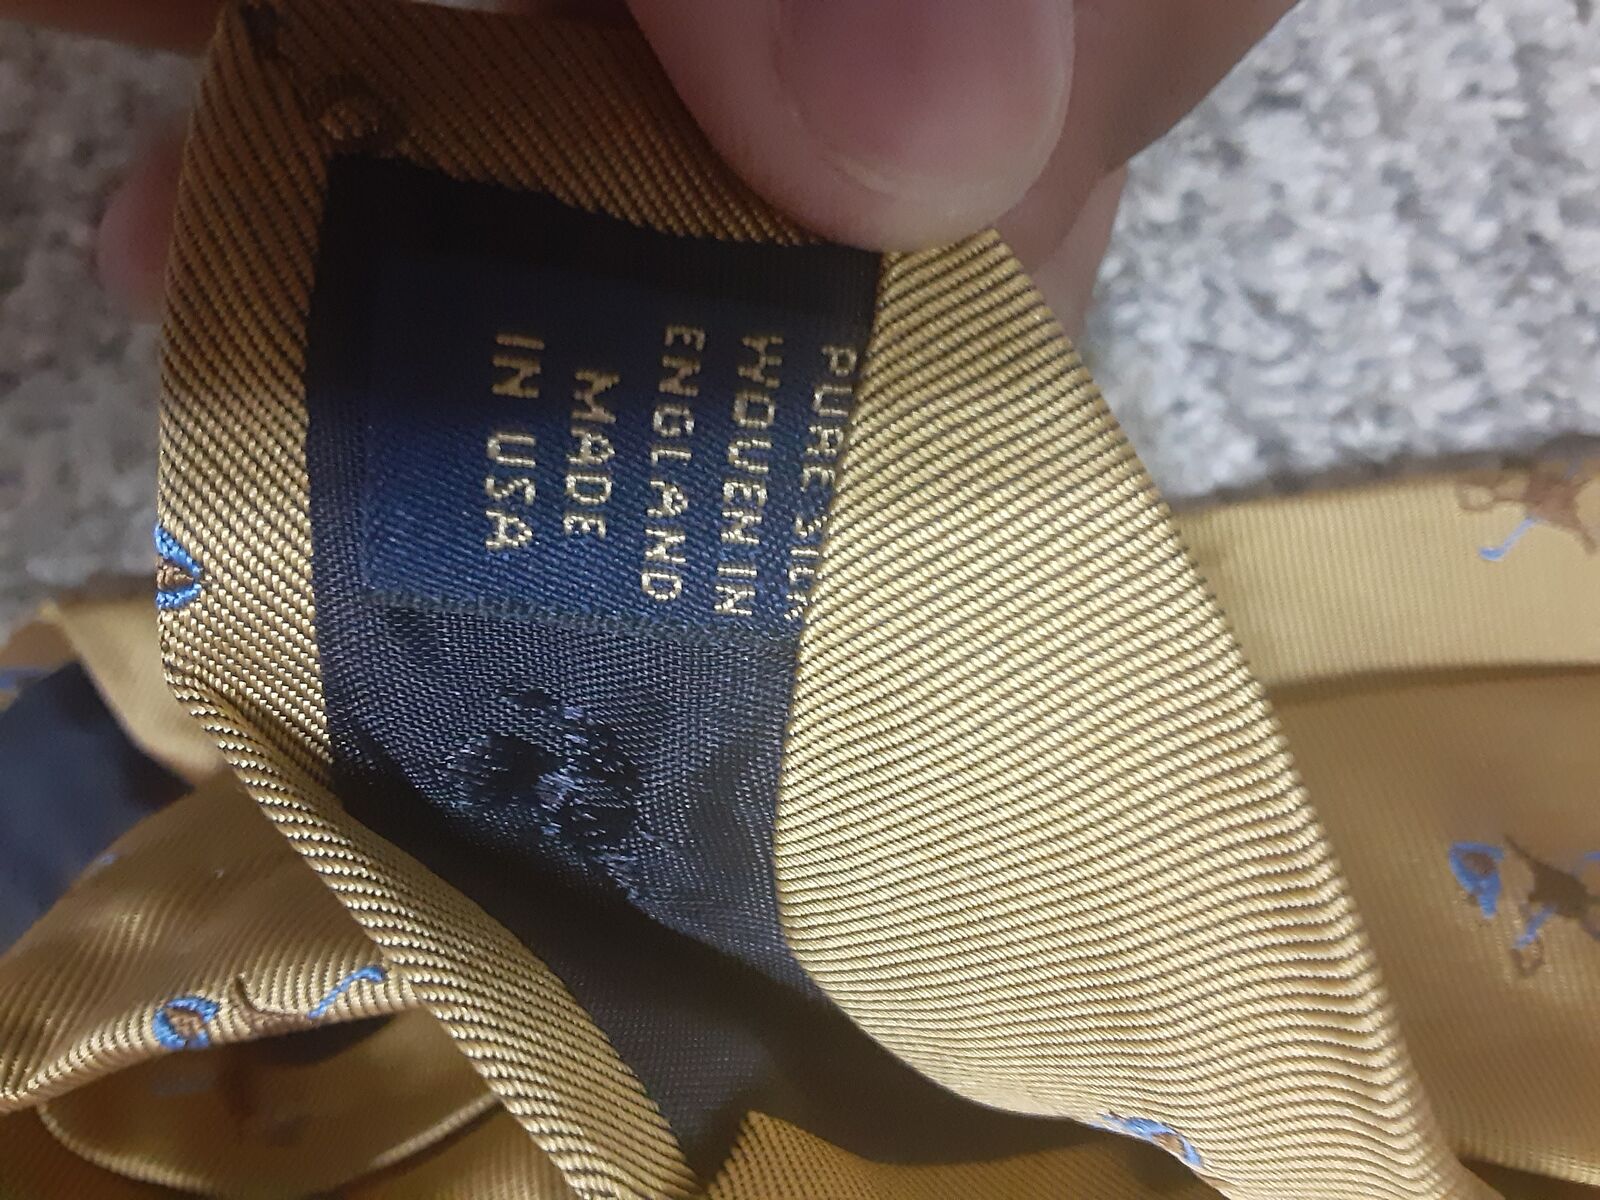 PURE SILK
WOVEN IN
ENGLAND
MADE
IN USA